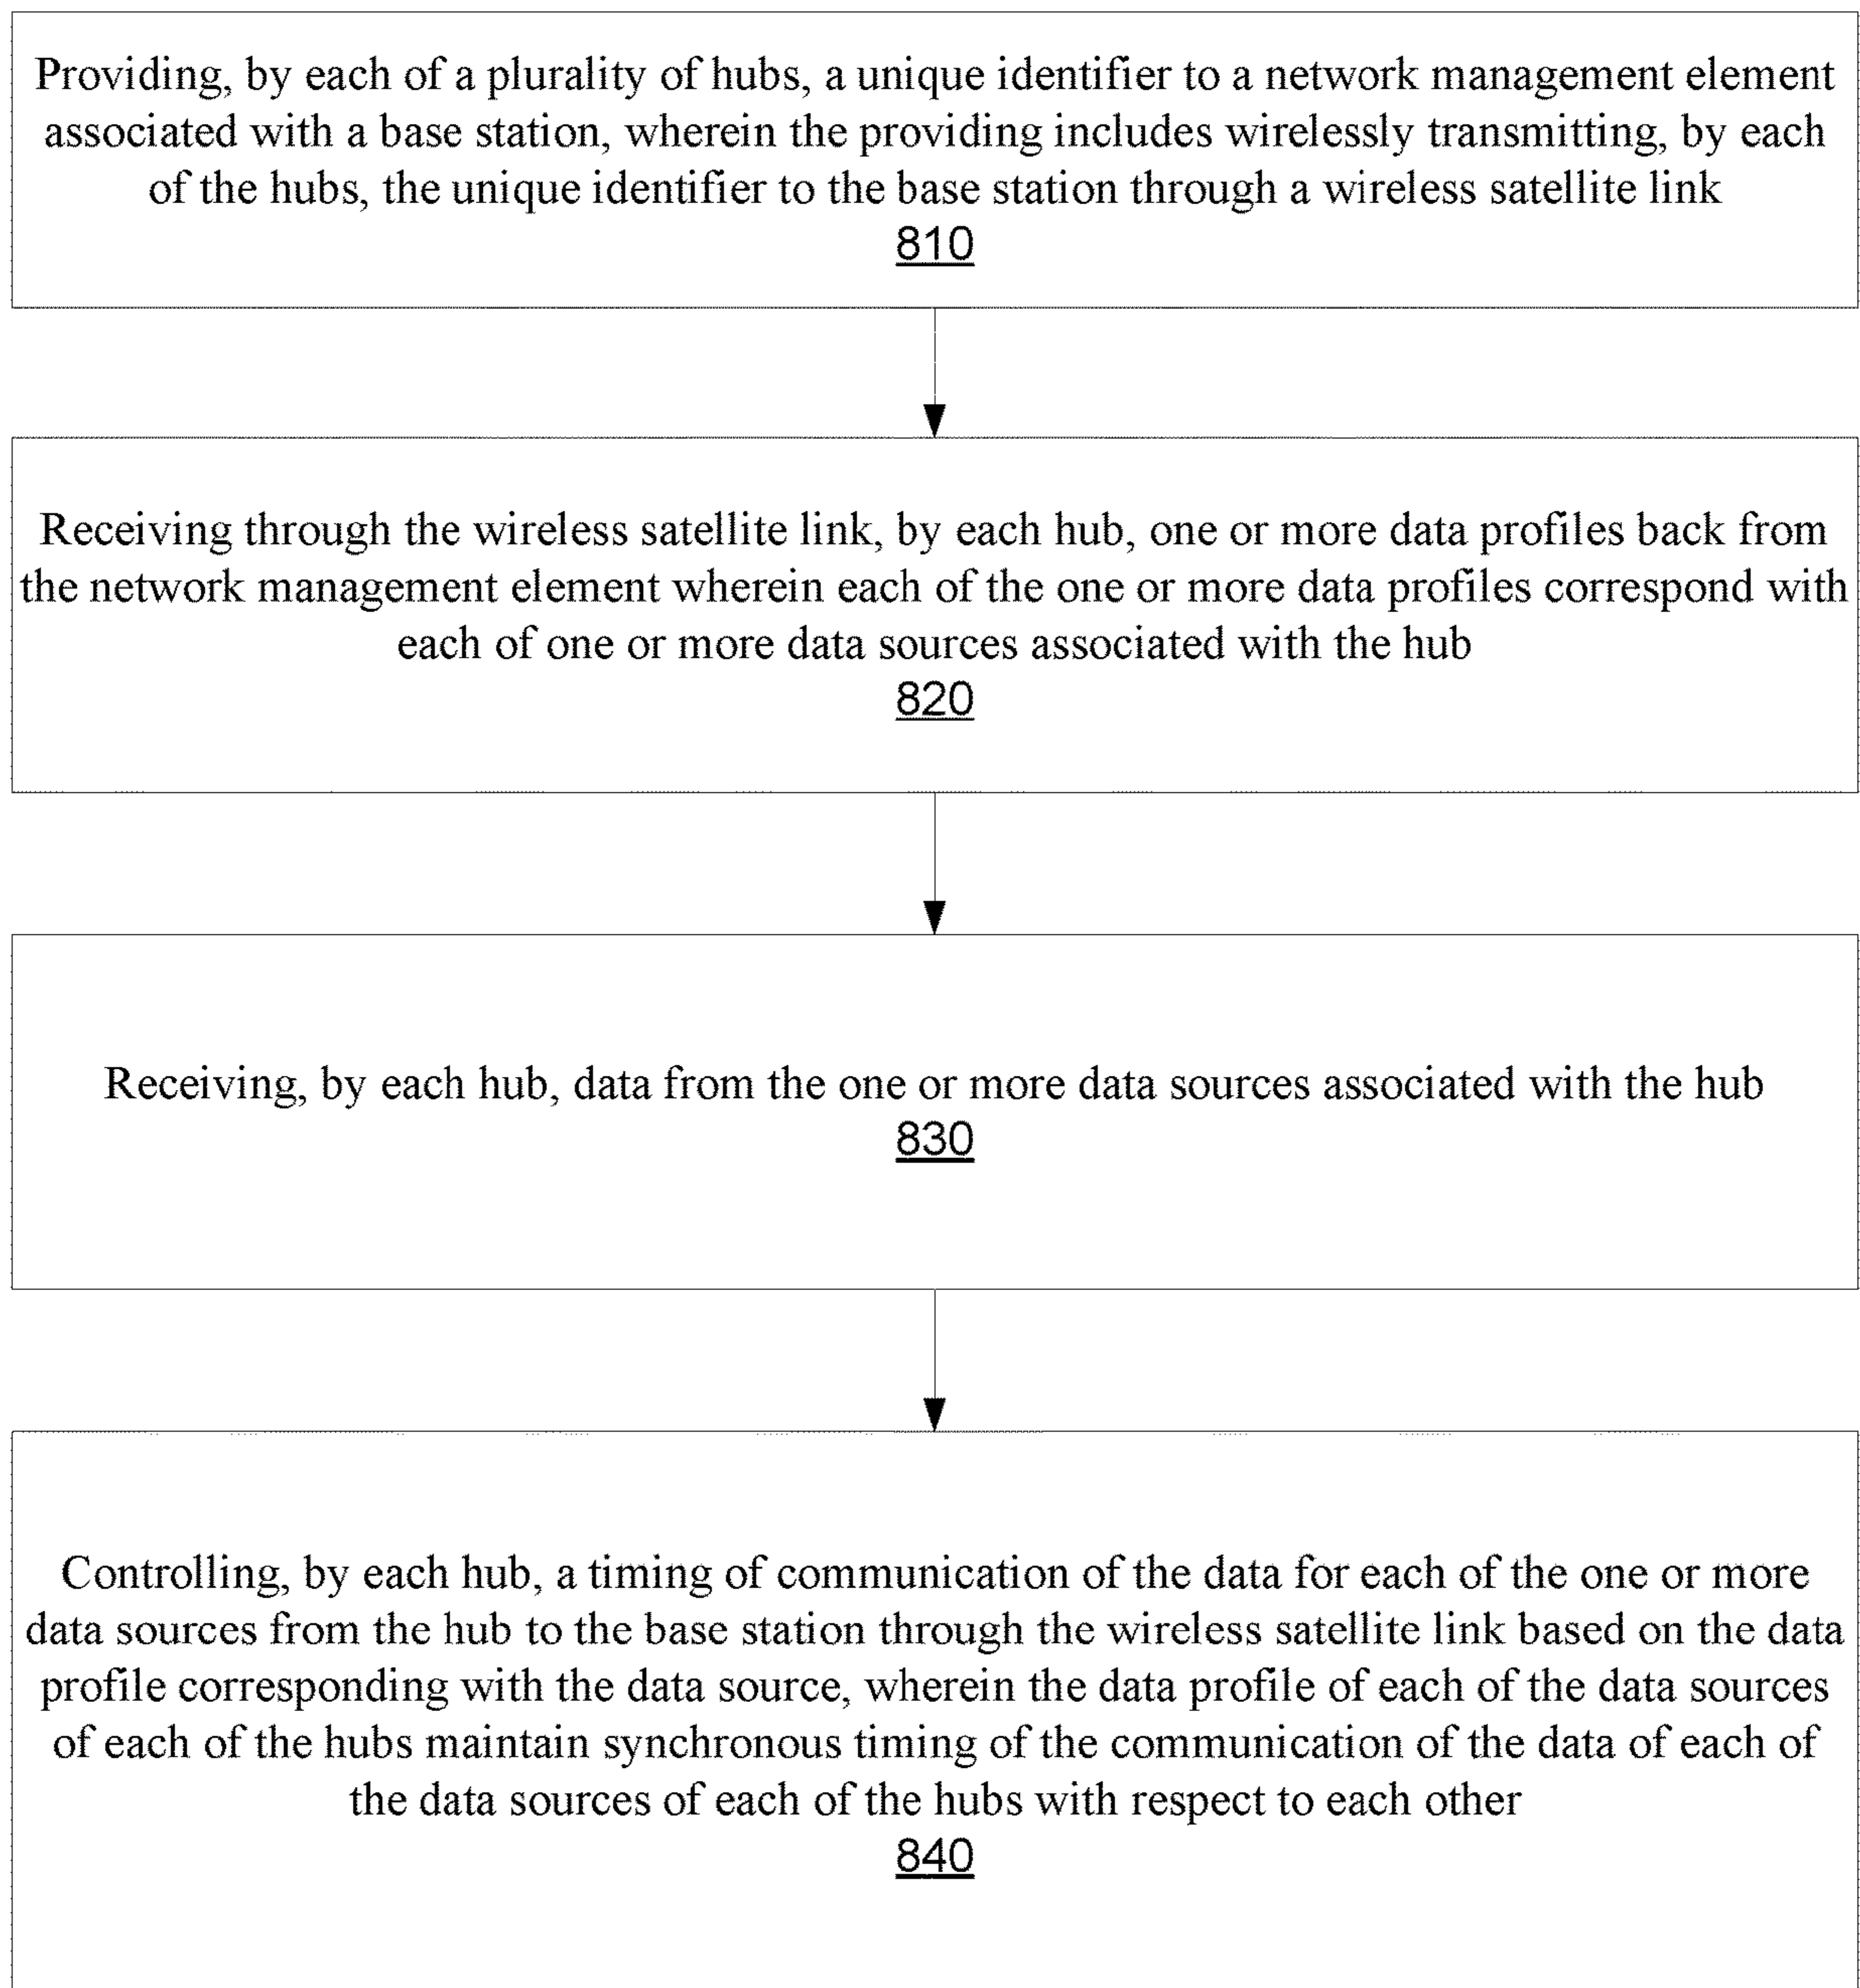 Providing, by each of a plurality of hubs, a unique identifier to a network management element
associated with a base station, wherein the providing includes wirelessly transmitting, by each
of the hubs, the unique identifier to the base station through a wireless satellite link
810
Receiving through the wireless satellite link, by each hub, one or more data profiles back from
the network management element wherein each of the one or more data profiles correspond with
each of one or more data sources associated with the hub
820
Receiving, by each hub, data from the one or more data sources associated with the hub
830
Controlling, by each hub, a timing of communication of the data for each of the one or more
data sources from the hub to the base station through the wireless satellite link based on the data
profile corresponding with the data source, wherein the data profile of each of the data sources
of each of the hubs maintain synchronous timing of the communication of the data of each of
the data sources of each of the hubs with respect to each other
840